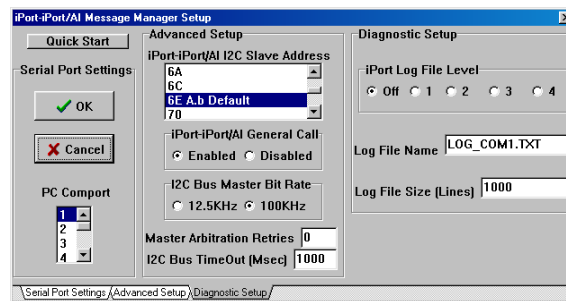 iPort-iPort/AI Message Manager Setup
Quick Start
Serial Port Settings
OK
Cancel
PC Comport
1
2
3
4
Advanced Setup
iPort-iPort/AI I2C Slave Address
6A
6C
6E A.b Default
70
iPort-iPort/AI General Call
Enabled Disabled
I2C Bus Master Bit Rate
12.5KHz 100KHz
Master Arbitration Retries 0
I2C Bus TimeOut (Msec) 1000
Diagnostic Setup
iPort Log File Level
Off 1 2 3 4
Log File Name LOG_COM1.TXT
Log File Size (Lines) 1000
Serial Port Settings Advanced Setup Diagnostic Setup